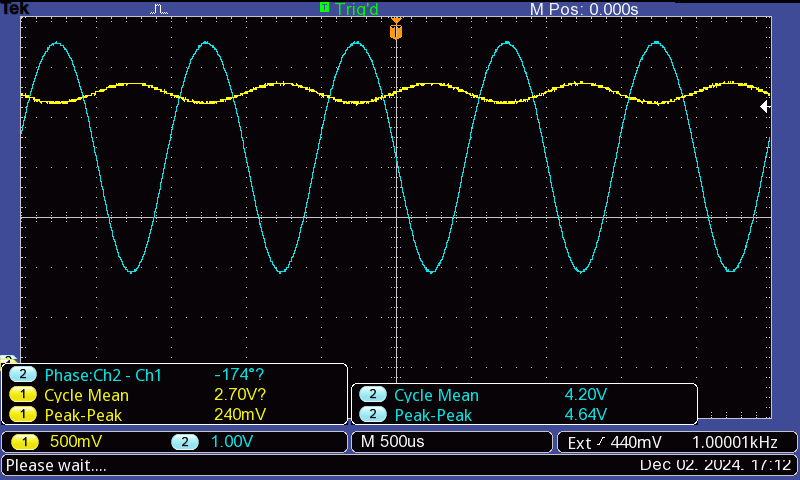 Tek T Trig'd M Pos: 0.000s
T
2
1
2 Phase:Ch2 - Ch1 -174°?
1 Cycle Mean 2.70V?
1 Peak-Peak 240mV
2 Cycle Mean 4.20V
2 Peak-Peak 4.64V
1 500mV 2 1.00V M 500us Ext 440mV 1.00001kHz
Please wait.... Dec 02, 2024, 17:12